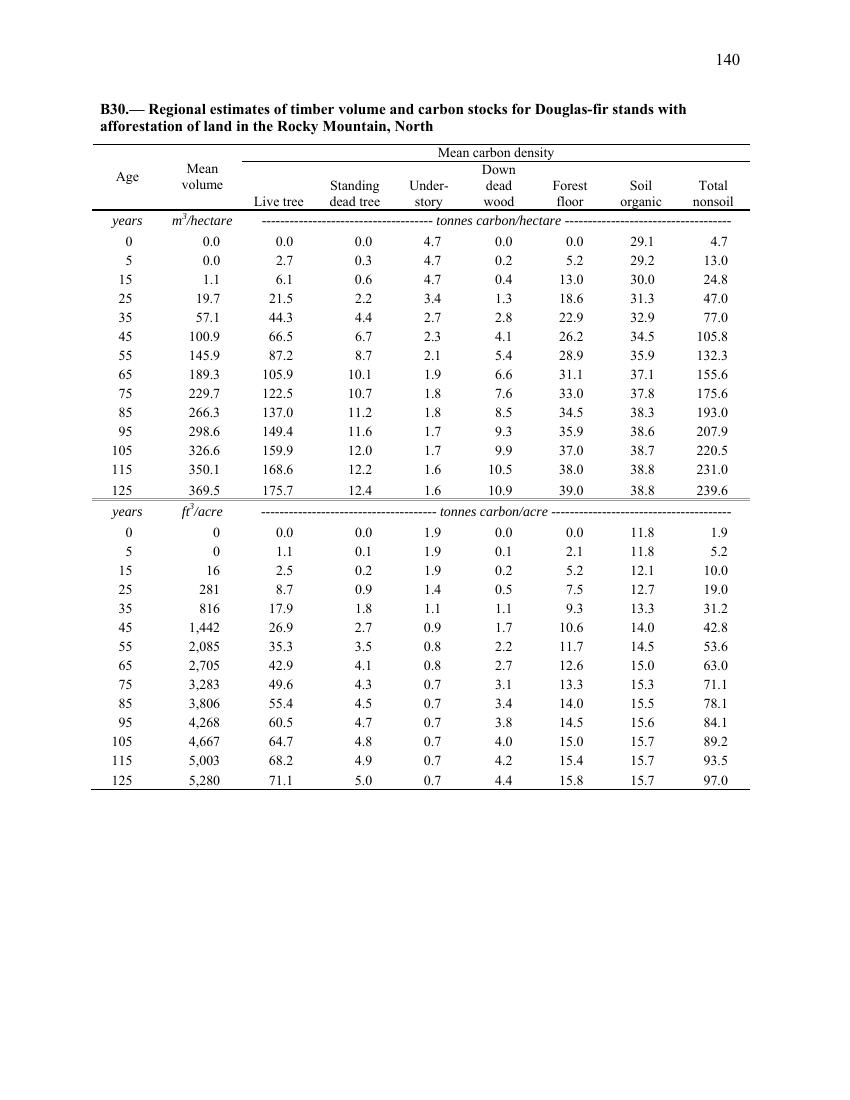 140
B30.— Regional estimates of timber volume and carbon stocks for Douglas-fir stands with
afforestation of land in the Rocky Mountain, North
Age Mean volume Mean carbon density
Live tree Standing dead tree Under-story Down dead wood Forest floor Soil organic Total nonsoil
years m³/hectare ------------------------------------- tonnes carbon/hectare ------------------------------------
0 0.0 0.0 0.0 4.7 0.0 0.0 29.1 4.7
5 0.0 2.7 0.3 4.7 0.2 5.2 29.2 13.0
15 1.1 6.1 0.6 4.7 0.4 13.0 30.0 24.8
25 19.7 21.5 2.2 3.4 1.3 18.6 31.3 47.0
35 57.1 44.3 4.4 2.7 2.8 22.9 32.9 77.0
45 100.9 66.5 6.7 2.3 4.1 26.2 34.5 105.8
55 145.9 87.2 8.7 2.1 5.4 28.9 35.9 132.3
65 189.3 105.9 10.1 1.9 6.6 31.1 37.1 155.6
75 229.7 122.5 10.7 1.8 7.6 33.0 37.8 175.6
85 266.3 137.0 11.2 1.8 8.5 34.5 38.3 193.0
95 298.6 149.4 11.6 1.7 9.3 35.9 38.6 207.9
105 326.6 159.9 12.0 1.7 9.9 37.0 38.7 220.5
115 350.1 168.6 12.2 1.6 10.5 38.0 38.8 231.0
125 369.5 175.7 12.4 1.6 10.9 39.0 38.8 239.6
years ft³/acre -------------------------------------- tonnes carbon/acre ---------------------------------------
0 0 0.0 0.0 1.9 0.0 0.0 11.8 1.9
5 0 1.1 0.1 1.9 0.1 2.1 11.8 5.2
15 16 2.5 0.2 1.9 0.2 5.2 12.1 10.0
25 281 8.7 0.9 1.4 0.5 7.5 12.7 19.0
35 816 17.9 1.8 1.1 1.1 9.3 13.3 31.2
45 1,442 26.9 2.7 0.9 1.7 10.6 14.0 42.8
55 2,085 35.3 3.5 0.8 2.2 11.7 14.5 53.6
65 2,705 42.9 4.1 0.8 2.7 12.6 15.0 63.0
75 3,283 49.6 4.3 0.7 3.1 13.3 15.3 71.1
85 3,806 55.4 4.5 0.7 3.4 14.0 15.5 78.1
95 4,268 60.5 4.7 0.7 3.8 14.5 15.6 84.1
105 4,667 64.7 4.8 0.7 4.0 15.0 15.7 89.2
115 5,003 68.2 4.9 0.7 4.2 15.4 15.7 93.5
125 5,280 71.1 5.0 0.7 4.4 15.8 15.7 97.0